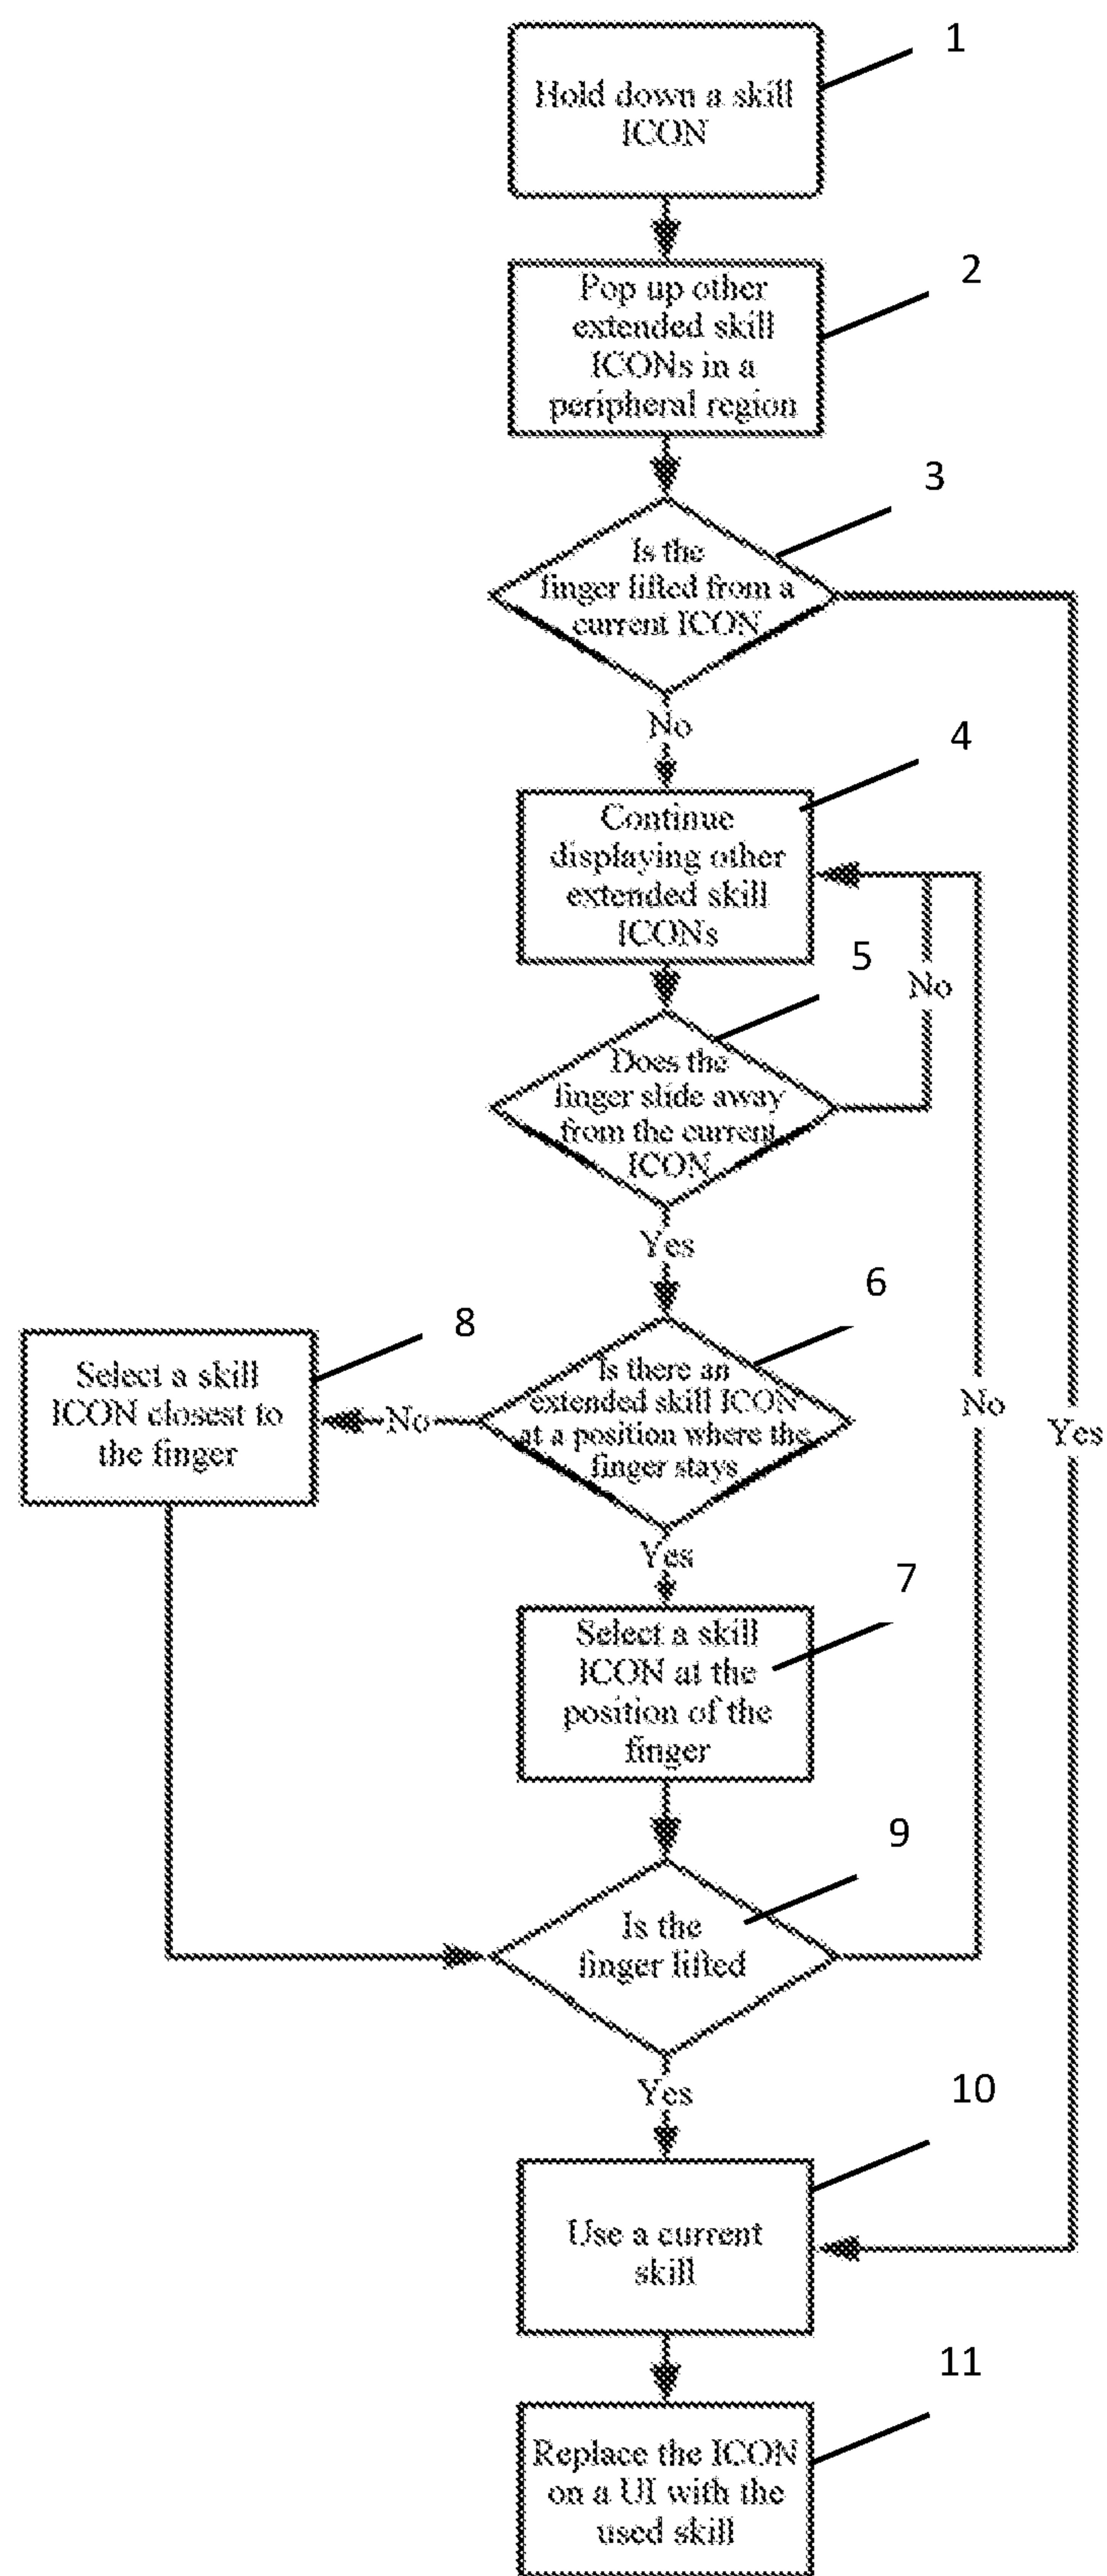 1
Hold down a skill
ICON
2
Pop up other
extended skill
ICONs in a
peripheral region
3
Is the
finger lifted from a
current ICON
No
Yes
4
Continue
displaying other
extended skill
ICONs
5
No
Does the
finger slide away
from the current
ICON
Yes
6
Is there an
extended skill ICON
at a position where the
finger stays
No
8
Select a skill
ICON closest to
the finger
No
Yes
7
Select a skill
ICON at the
position of the
finger
9
Is the
finger lifted
Yes
10
Use a current
skill
11
Replace the ICON
on a UI with the
used skill